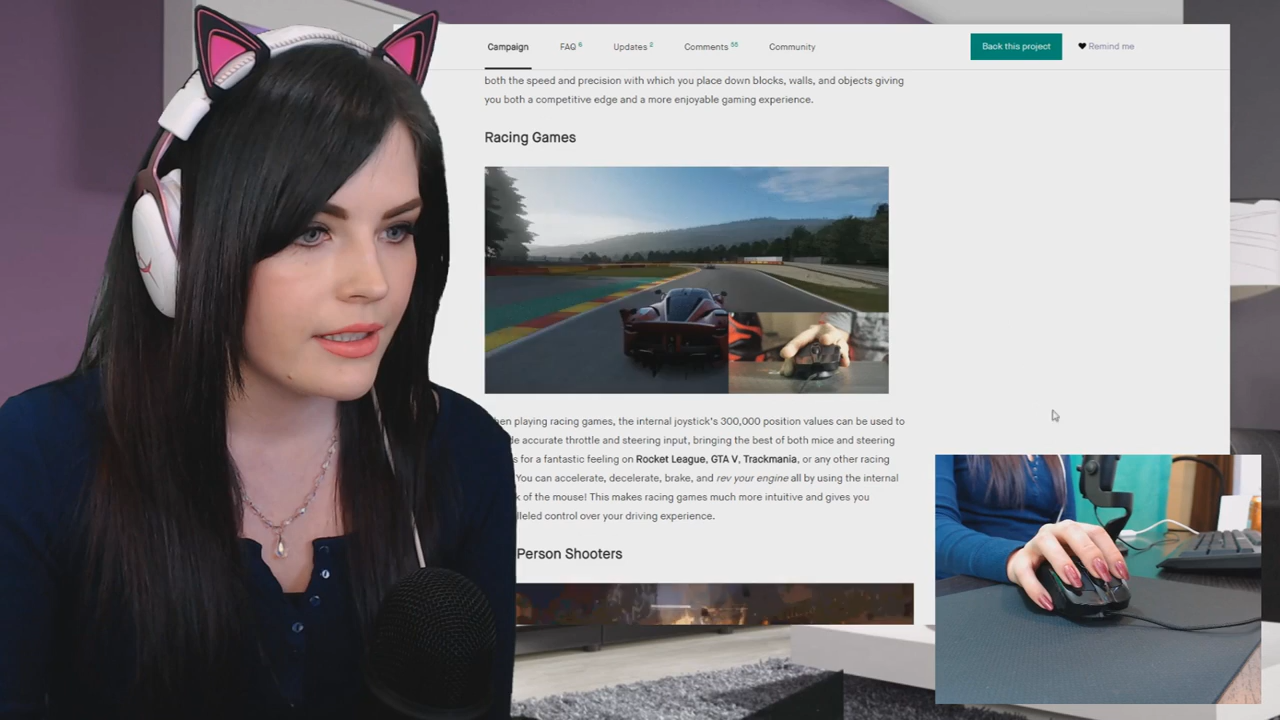 Campaign FAQ 6 Updates 2 Comments 55 Community Back this project Remind me
both the speed and precision with which you place down blocks, walls, and objects giving
you both a competitive edge and a more enjoyable gaming experience.
Racing Games
en playing racing games, the internal joystick's 300,000 position values can be used to
de accurate throttle and steering input, bringing the best of both mice and steering
s for a fantastic feeling on Rocket League, GTA V, Trackmania, or any other racing
You can accelerate, decelerate, brake, and rev your engine all by using the internal
k of the mouse! This makes racing games much more intuitive and gives you
lleled control over your driving experience.
Person Shooters